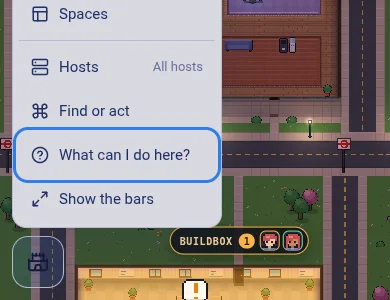 Spaces
Hosts All hosts
Find or act
What can I do here?
Show the bars
BUILDBOX 1
!